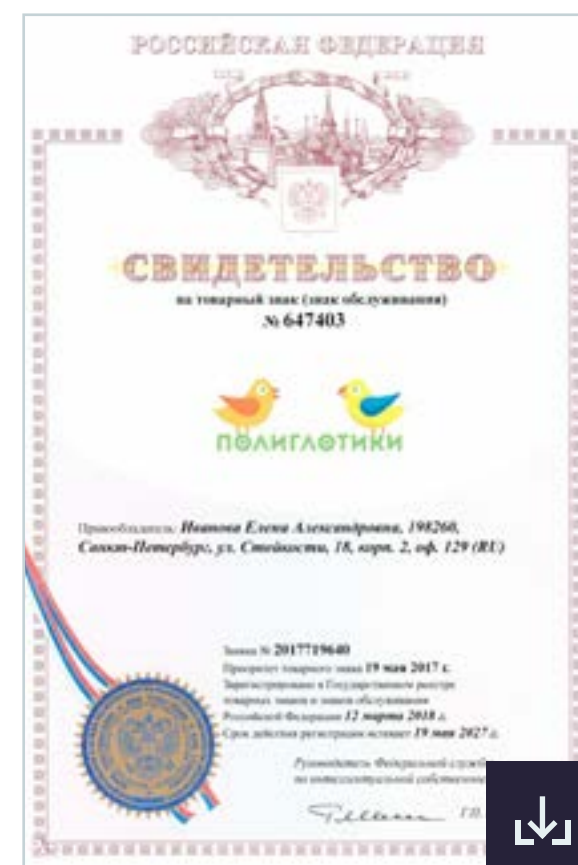 РОССИЙСКАЯ ФЕДЕРАЦИЯ
СВИДЕТЕЛЬСТВО
на товарный знак (знак обслуживания)
№ 647403
ПОЛИГЛОТИКИ
Правообладатель: Иванова Елена Александровна, 198260,
Санкт-Петербург, ул. Стойкости, 18, корп. 2, оф. 129 (RU)
Заявка № 2017719640
Приоритет товарного знака 19 мая 2017 г.
Зарегистрировано в Государственном реестре
товарных знаков и знаков обслуживания
Российской Федерации 12 марта 2018 г.
Срок действия регистрации истекает 19 мая 2027 г.
Руководитель Федеральной служб
по интеллектуальной собственнос
Г.П.